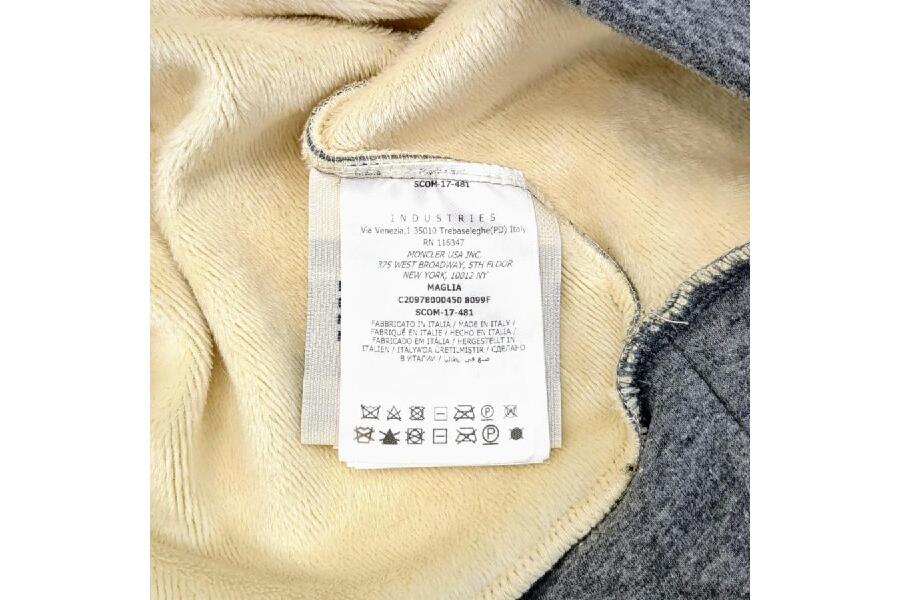 SCOM-17-481
INDUSTRIES
Via Venezia,1 35010 Trebaseleghe(PD) Italy
RN 116347
MONCLER USA INC.
375 WEST BROADWAY, 5TH FLOOR
NEW YORK, 10012 NY
MAGLIA
C20978000450 8099F
SCOM-17-481
FABBRICATO IN ITALIA / MADE IN ITALY /
FABRIQUÉ EN ITALIE / HECHO EN ITALIA /
FABRICADO EM ITÁLIA / HERGESTELLT IN
ITALIEN / ITALYA'DA ÜRETILMIŞTIR / СДЕЛАНО
В ИТАЛИИ /